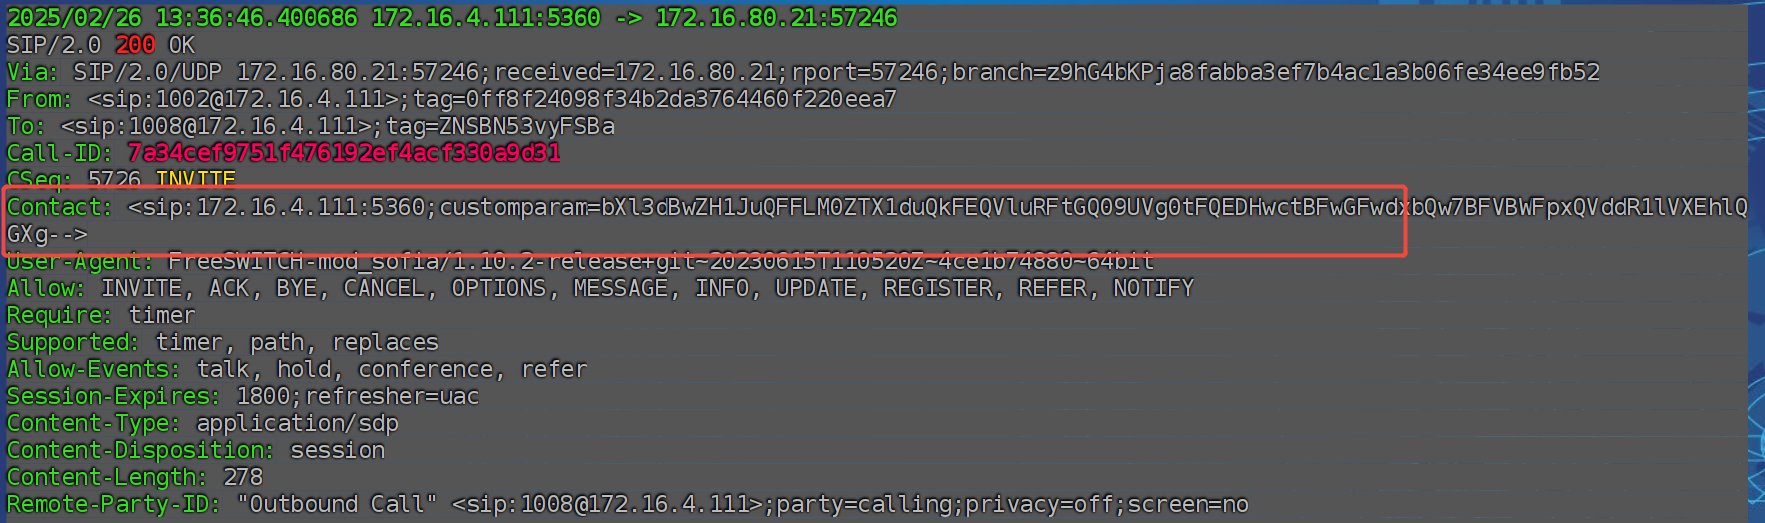 2025/02/26 13:36:46.400686 172.16.4.111:5360 -> 172.16.80.21:57246
SIP/2.0 200 OK
Via: SIP/2.0/UDP 172.16.80.21:57246;received=172.16.80.21;rport=57246;branch=z9hG4bKPja8fabba3ef7b4ac1a3b06fe34ee9fb52
From: <sip:1002@172.16.4.111>;tag=0ff8f24098f34b2da3764460f220eea7
To: <sip:1008@172.16.4.111>;tag=ZNSBN53vyFSBa
Call-ID: 7a34cef9751f476192ef4acf330a9d31
CSeq: 5726 INVITE
Contact: <sip:172.16.4.111:5360;customparam=bXl3dBwZH1JuQFFLM0ZTX1duQkFEQVluRFtGQ09UVg0tFQEDHwctBFwGFwdxbQw7BFVBWFpxQVddR1lVXEhlQ
GXg-->
User-Agent: FreeSWITCH-mod_sofia/1.10.2-release+git~20230615T110520Z~4ce1b74880~64bit
Allow: INVITE, ACK, BYE, CANCEL, OPTIONS, MESSAGE, INFO, UPDATE, REGISTER, REFER, NOTIFY
Require: timer
Supported: timer, path, replaces
Allow-Events: talk, hold, conference, refer
Session-Expires: 1800;refresher=uac
Content-Type: application/sdp
Content-Disposition: session
Content-Length: 278
Remote-Party-ID: "Outbound Call" <sip:1008@172.16.4.111>;party=calling;privacy=off;screen=no